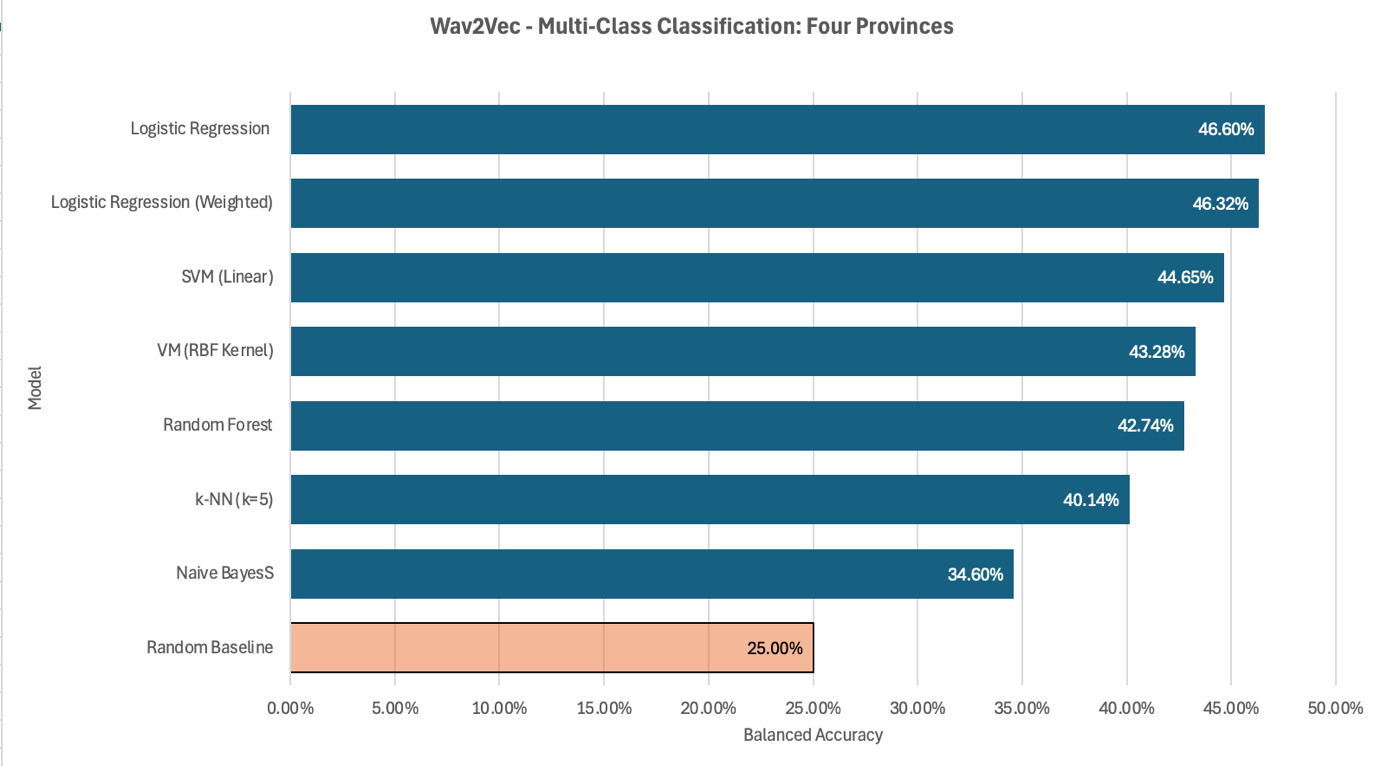 Wav2Vec - Multi-Class Classification: Four Provinces
Logistic Regression
46.60%
Logistic Regression (Weighted)
46.32%
SVM (Linear)
44.65%
VM (RBF Kernel)
43.28%
Random Forest
42.74%
k-NN (k=5)
40.14%
Naive BayesS
34.60%
Random Baseline
25.00%
Model
0.00% 5.00% 10.00% 15.00% 20.00% 25.00% 30.00% 35.00% 40.00% 45.00% 50.00%
Balanced Accuracy